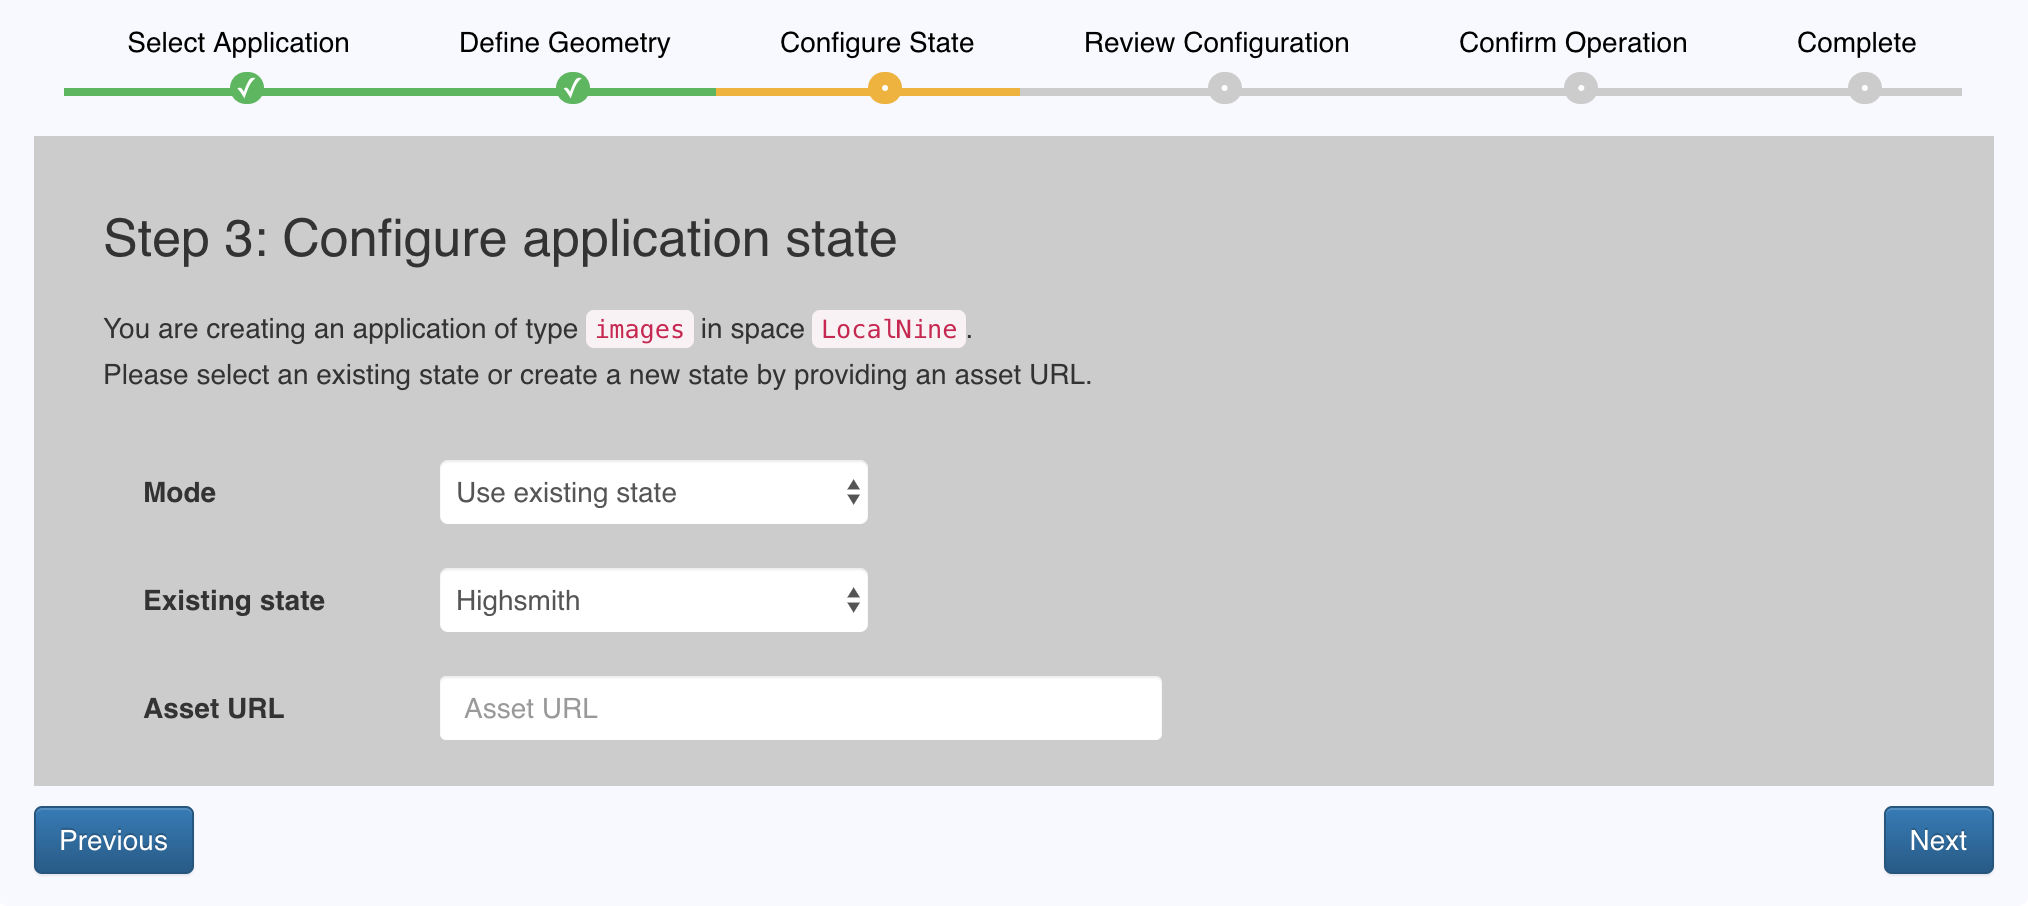 Select Application Define Geometry Configure State Review Configuration Confirm Operation Complete
Step 3: Configure application state
You are creating an application of type images in space LocalNine.
Please select an existing state or create a new state by providing an asset URL.
Mode Use existing state
Existing state Highsmith
Asset URL Asset URL
Previous Next